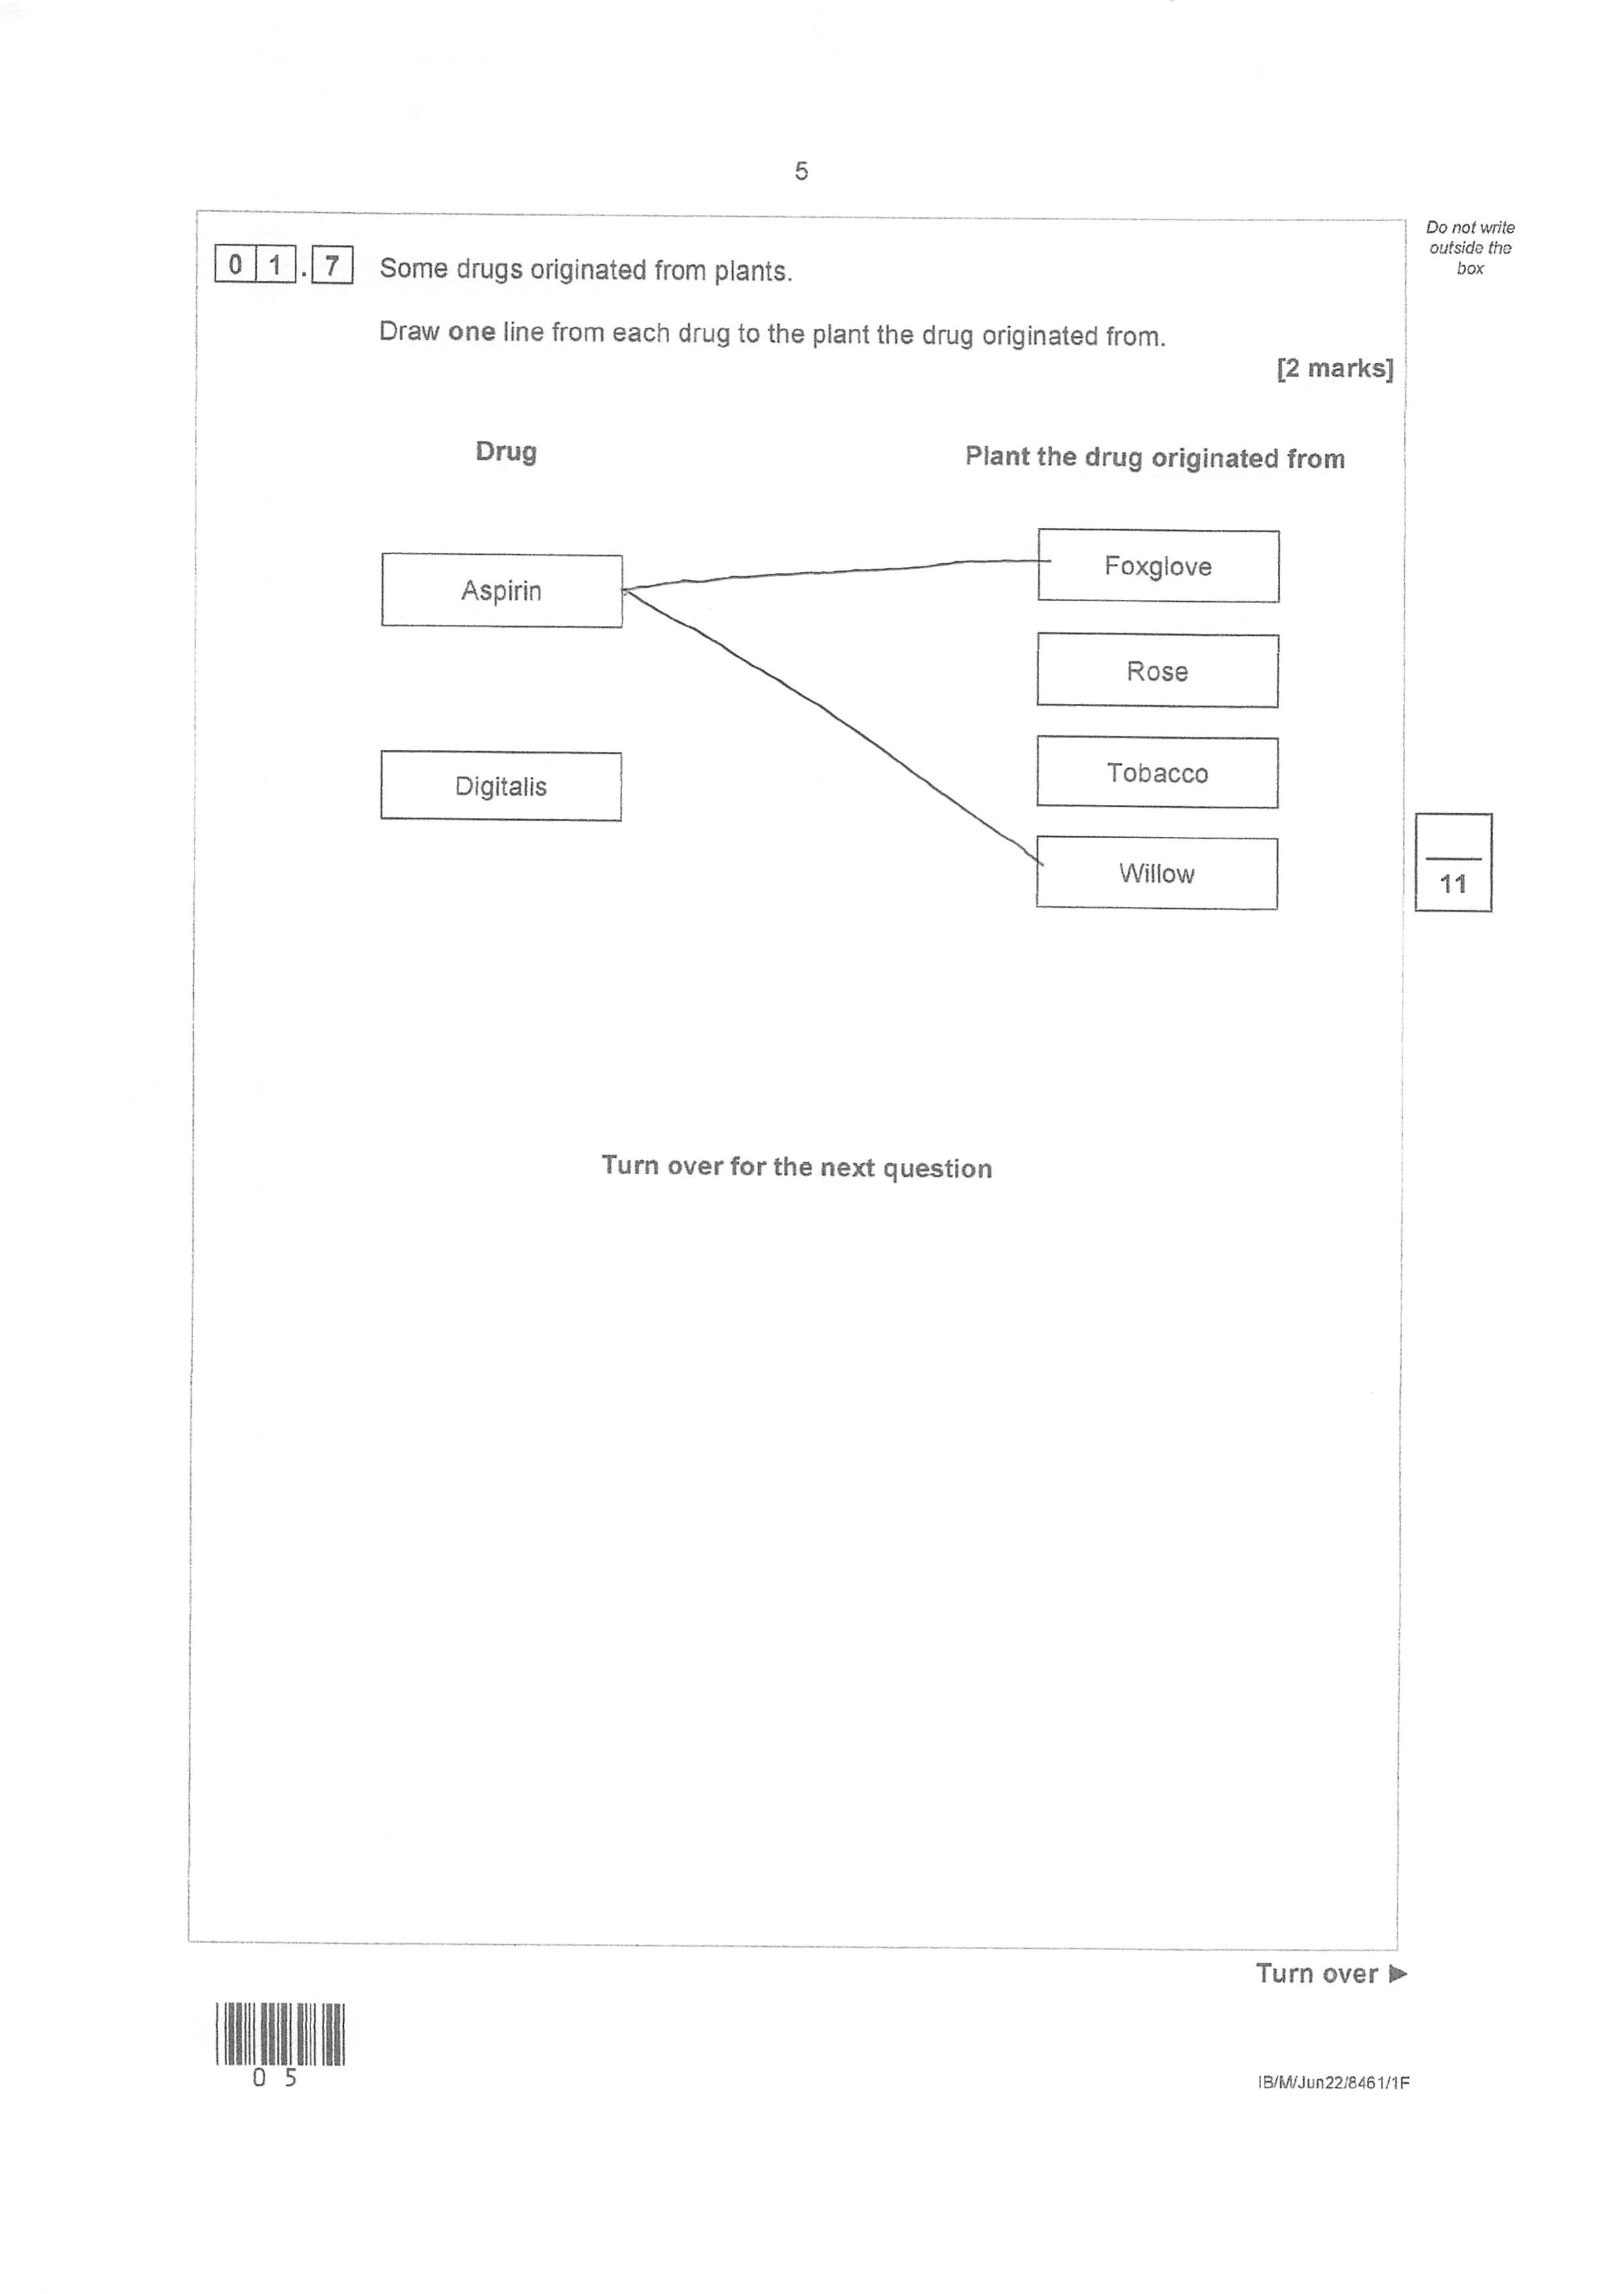 5
Do not write
outside the
box
0 1 . 7 Some drugs originated from plants.
Draw one line from each drug to the plant the drug originated from.
[2 marks]
Drug Plant the drug originated from
Foxglove
Aspirin
Rose
Tobacco
Digitalis
Willow
11
Turn over for the next question
Turn over ►
0 5
IB/M/Jun22/8461/1F